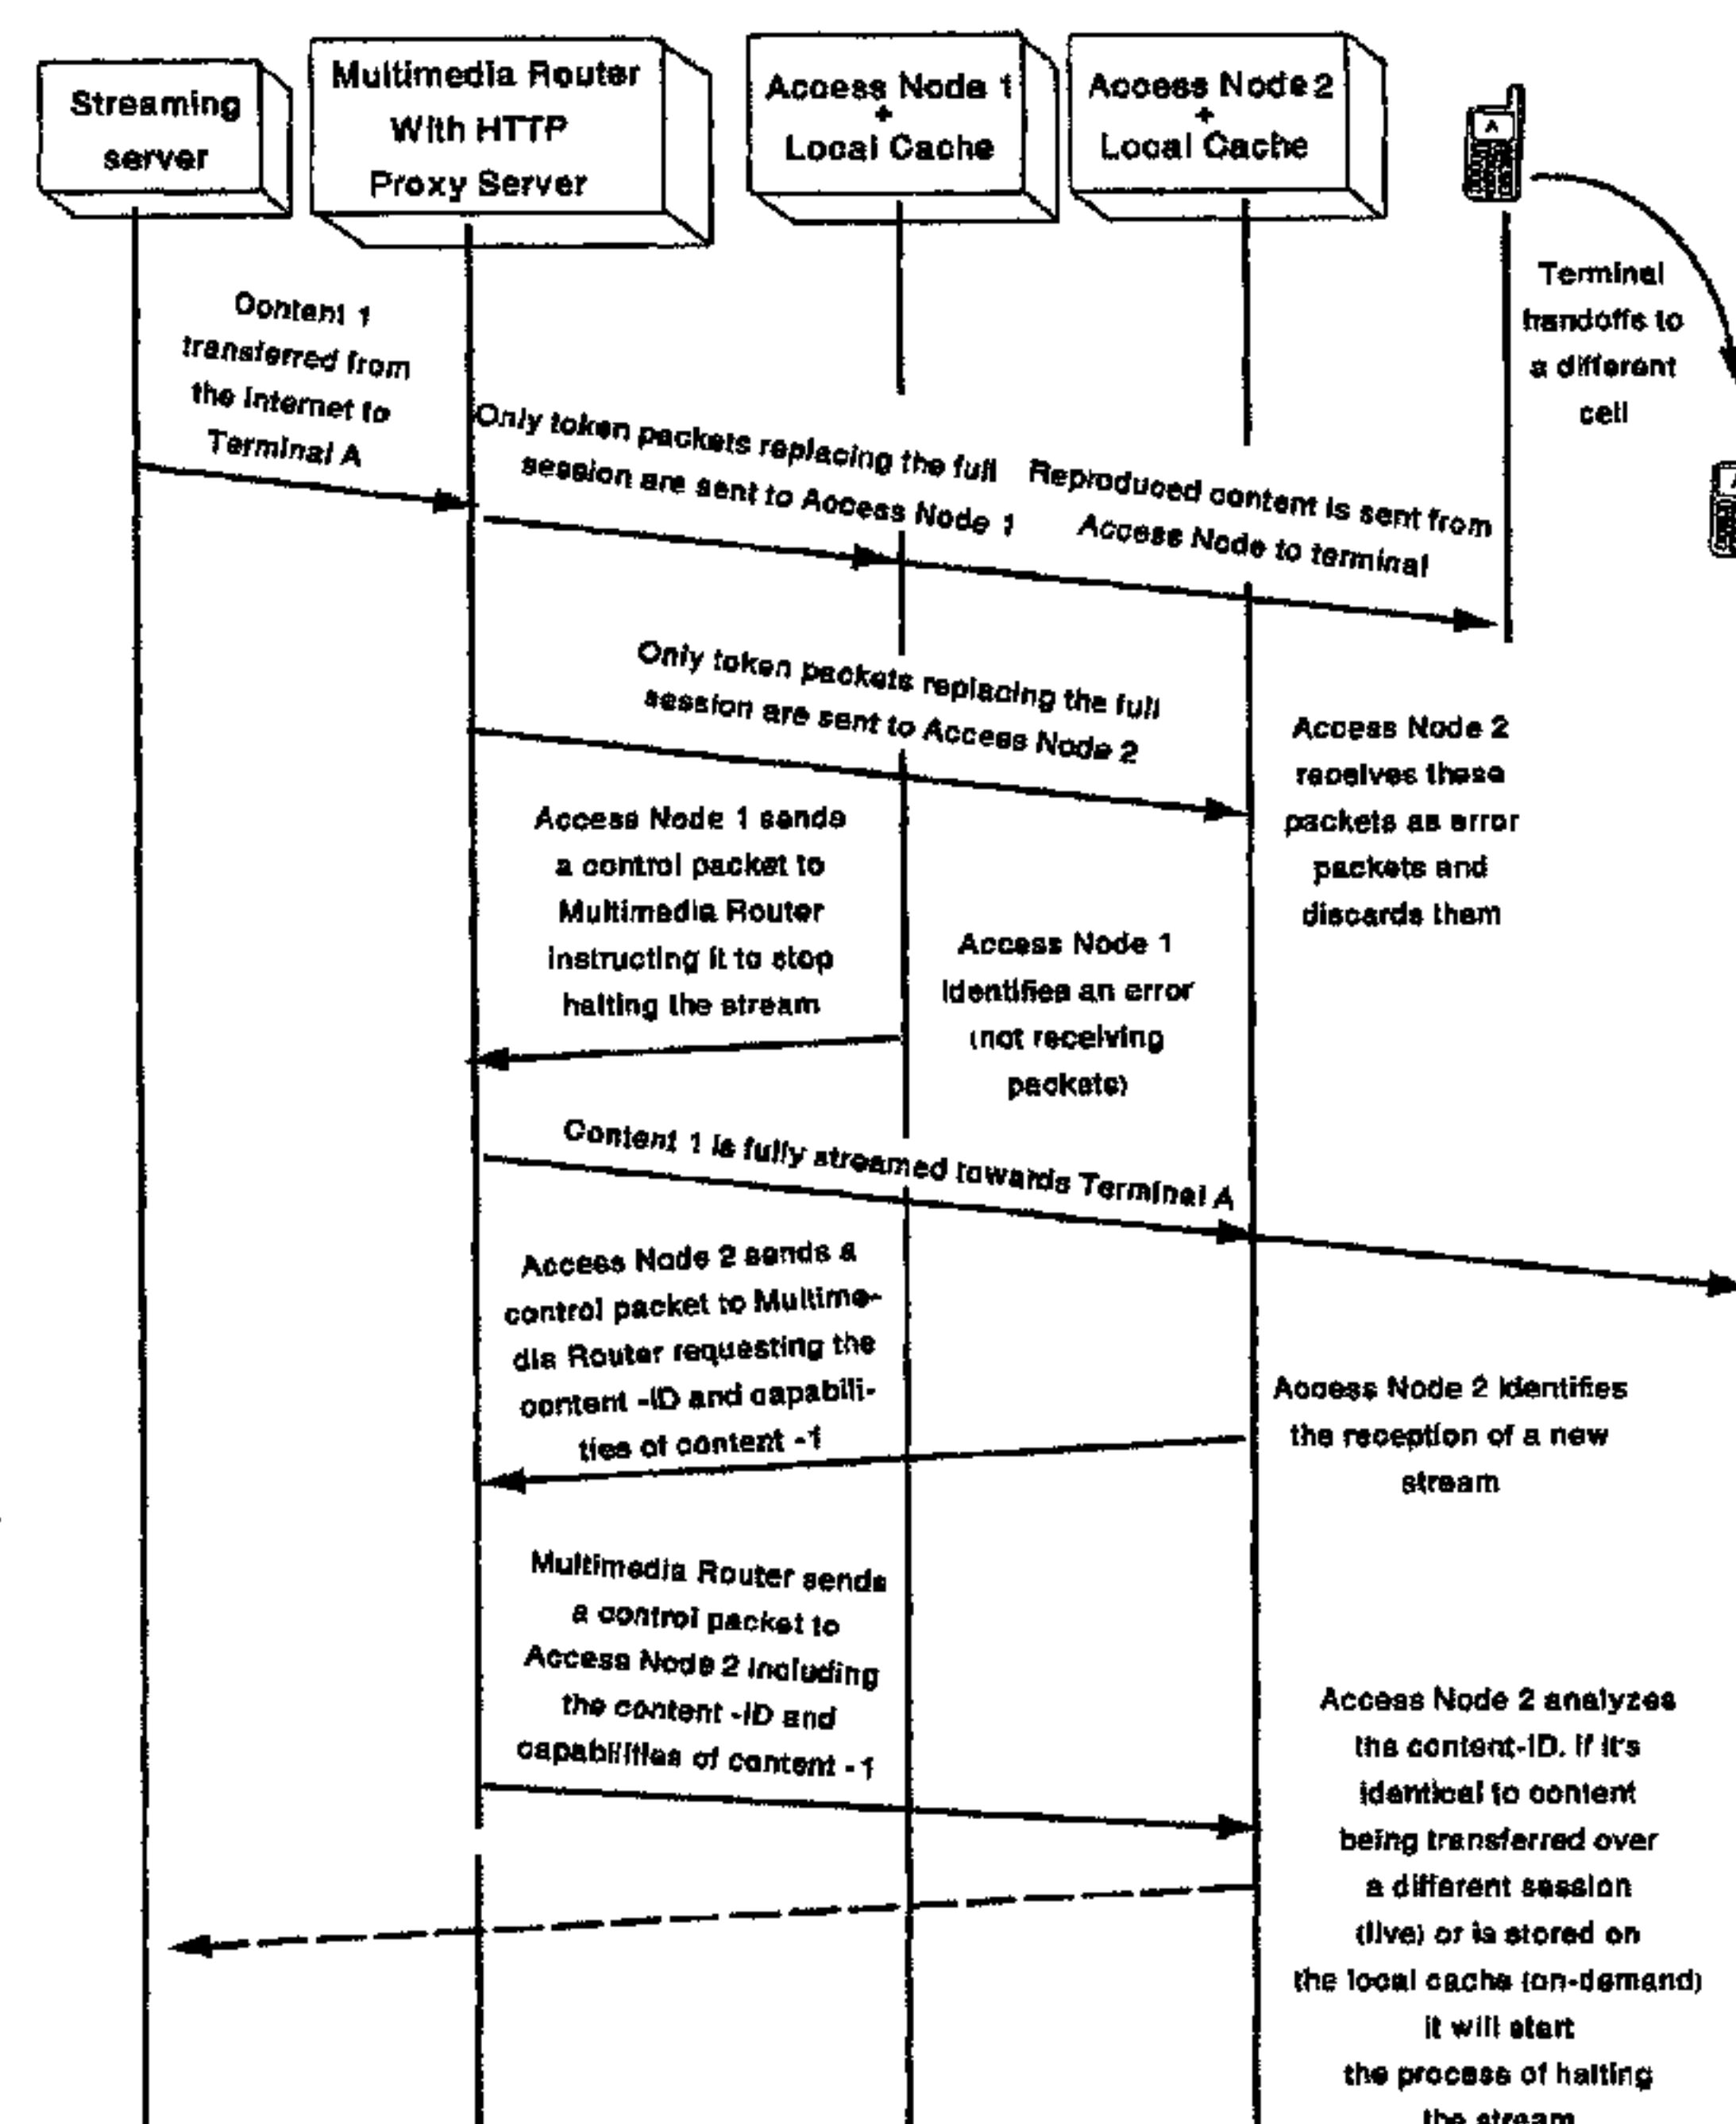 Streaming
server
Multimedia Router
With HTTP
Proxy Server
Access Node 1
+
Local Cache
Access Node 2
+
Local Cache
A
Terminal
handoffs to
a different
cell
Content 1
transferred from
the Internet to
Terminal A
Only token packets replacing the full
session are sent to Access Node 1
Reproduced content is sent from
Access Node to terminal
Only token packets replacing the full
session are sent to Access Node 2
Access Node 2
receives these
packets as error
packets and
discards them
Access Node 1 sends
a control packet to
Multimedia Router
instructing it to stop
halting the stream
Access Node 1
identifies an error
(not receiving
packets)
Content 1 is fully streamed towards Terminal A
Access Node 2 sends a
control packet to Multime-
dia Router requesting the
content -ID and capabili-
ties of content -1
Access Node 2 identifies
the reception of a new
stream
Multimedia Router sends
a control packet to
Access Node 2 including
the content -ID and
capabilities of content -1
Access Node 2 analyzes
the content-ID. If it's
identical to content
being transferred over
a different session
(live) or is stored on
the local cache (on-demand)
it will start
the process of halting
the stream